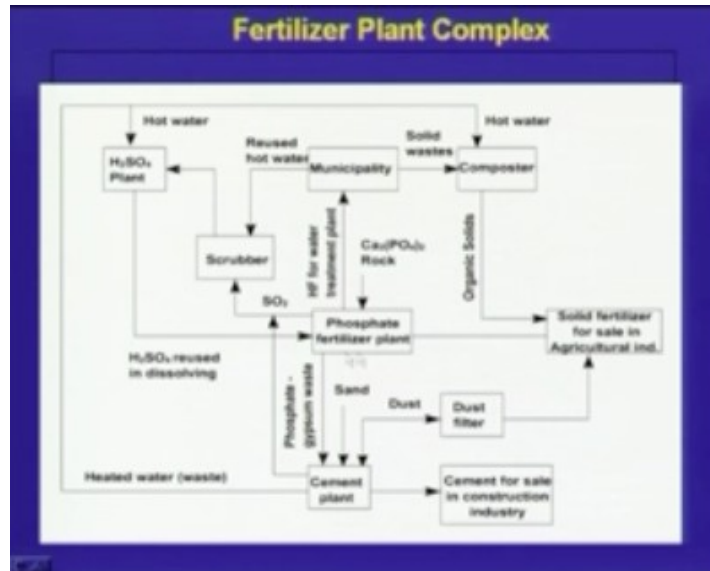 Fertilizer Plant Complex
Hot water
Hot water
H₂SO₄
Plant
Reused
hot water
Municipality
Solid
wastes
Composter
Scrubber
HF for water
treatment plant
Ca₃(PO₄)₂
Rock
Organic Solids
SO₂
Phosphate
fertilizer plant
Solid fertilizer
for sale in
Agricultural ind.
H₂SO₄ reused
in dissolving
Phosphate -
gypsum waste
Sand
Dust
Dust
filter
Heated water (waste)
Cement
plant
Cement for sale
in construction
industry